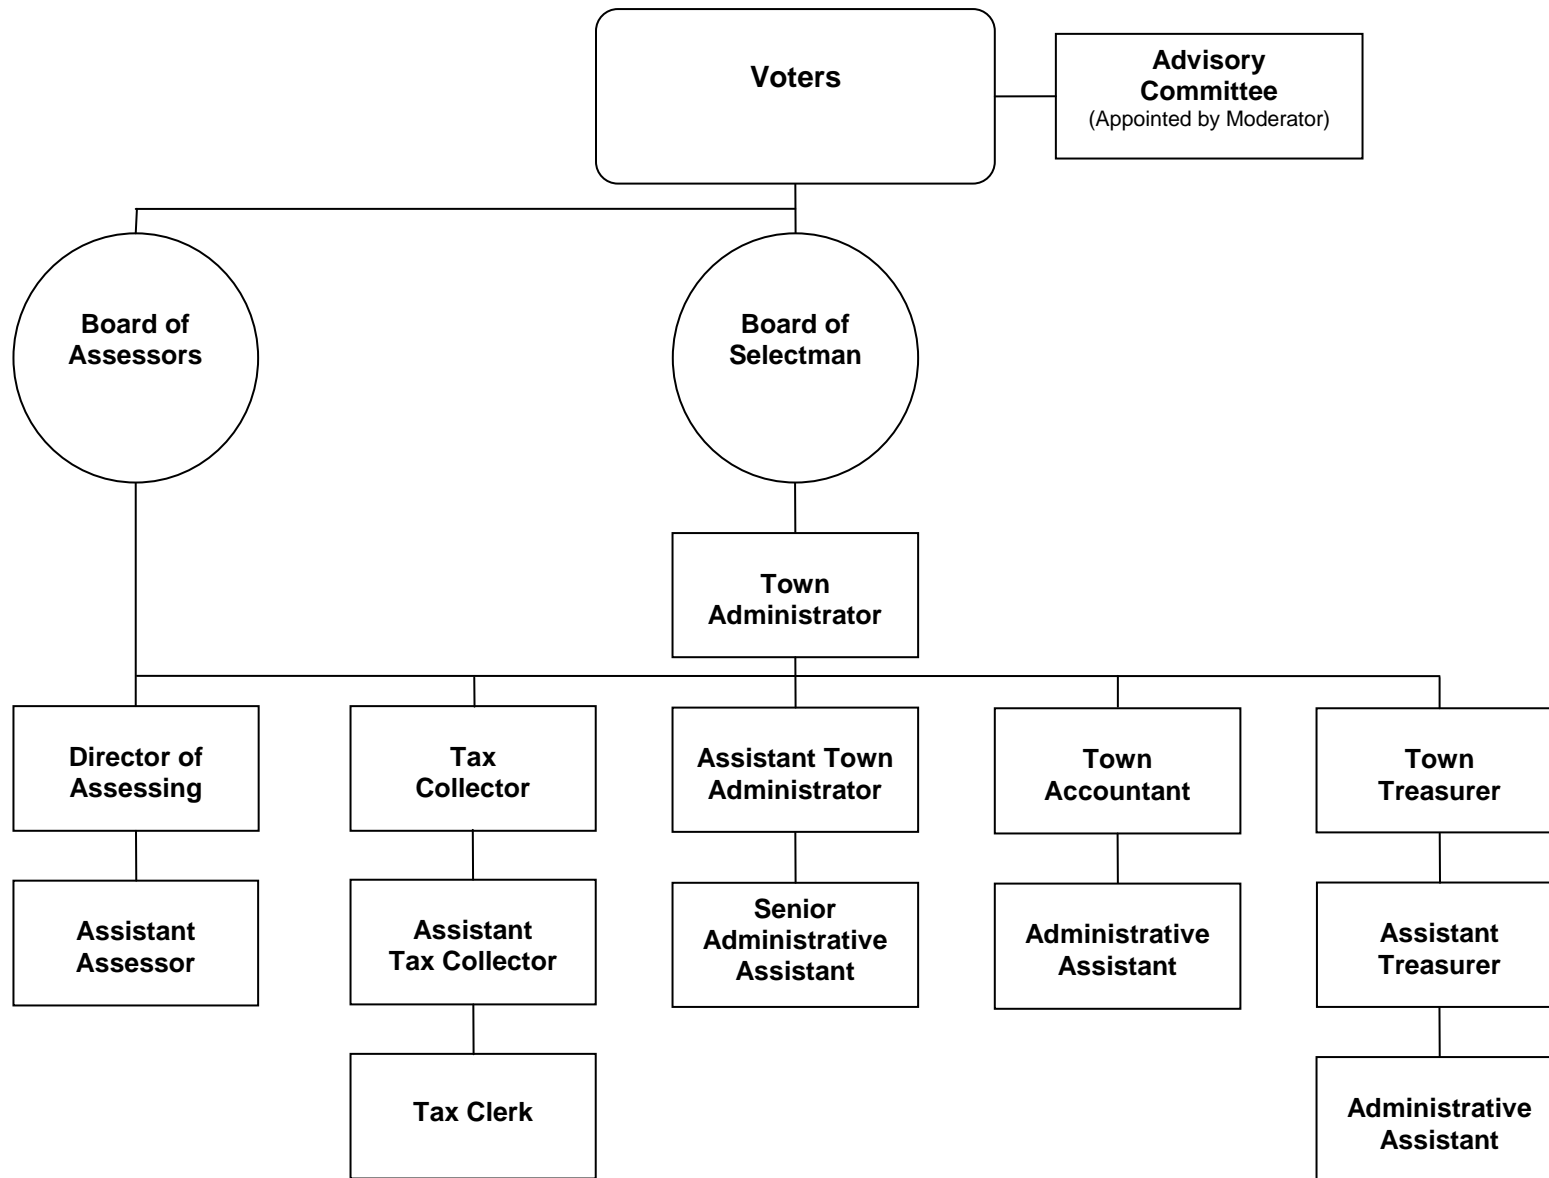 Voters
Advisory
Committee
(Appointed by Moderator)
Board of
Assessors
Board of
Selectman
Town
Administrator
Director of
Assessing
Tax
Collector
Assistant Town
Administrator
Town
Accountant
Town
Treasurer
Assistant
Assessor
Assistant
Tax Collector
Senior
Administrative
Assistant
Administrative
Assistant
Assistant
Treasurer
Tax Clerk
Administrative
Assistant